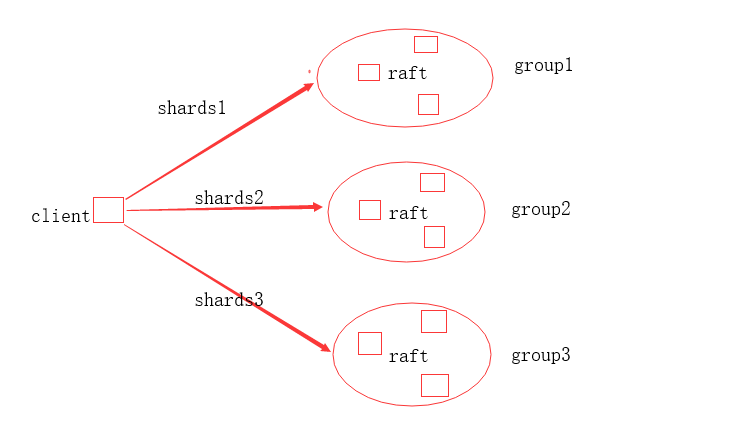 group1
raft
shards1
shards2
client
raft
group2
shards3
raft
group3